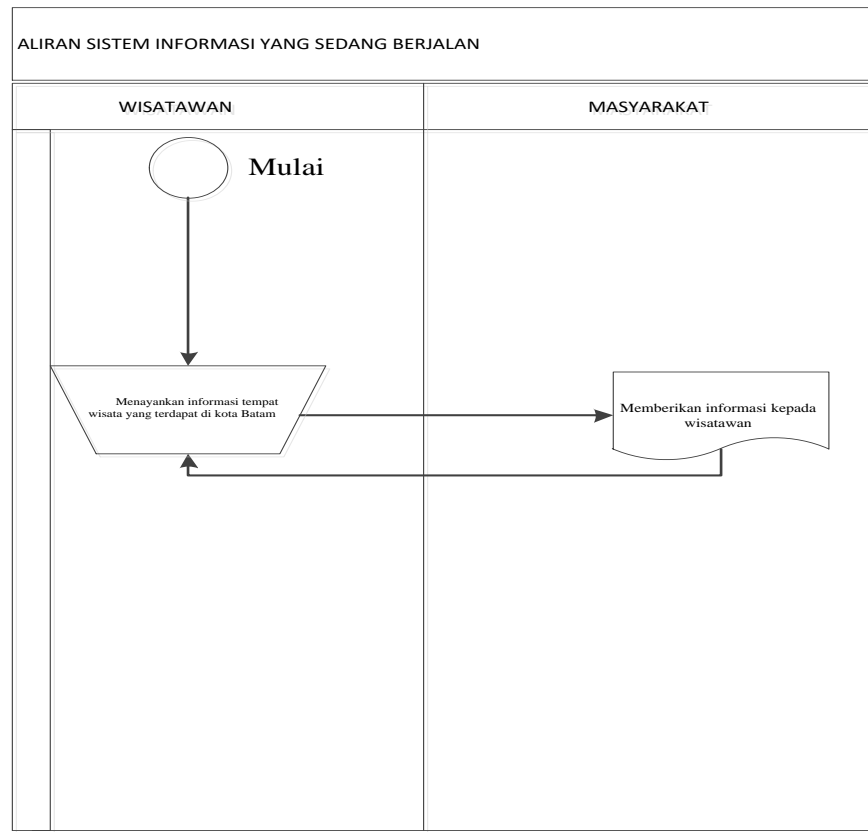 ALIRAN SISTEM INFORMASI YANG SEDANG BERJALAN
WISATAWAN
MASYARAKAT
Mulai
Menayankan informasi tempat
wisata yang terdapat di kota Batam
Memberikan informasi kepada
wisatawan